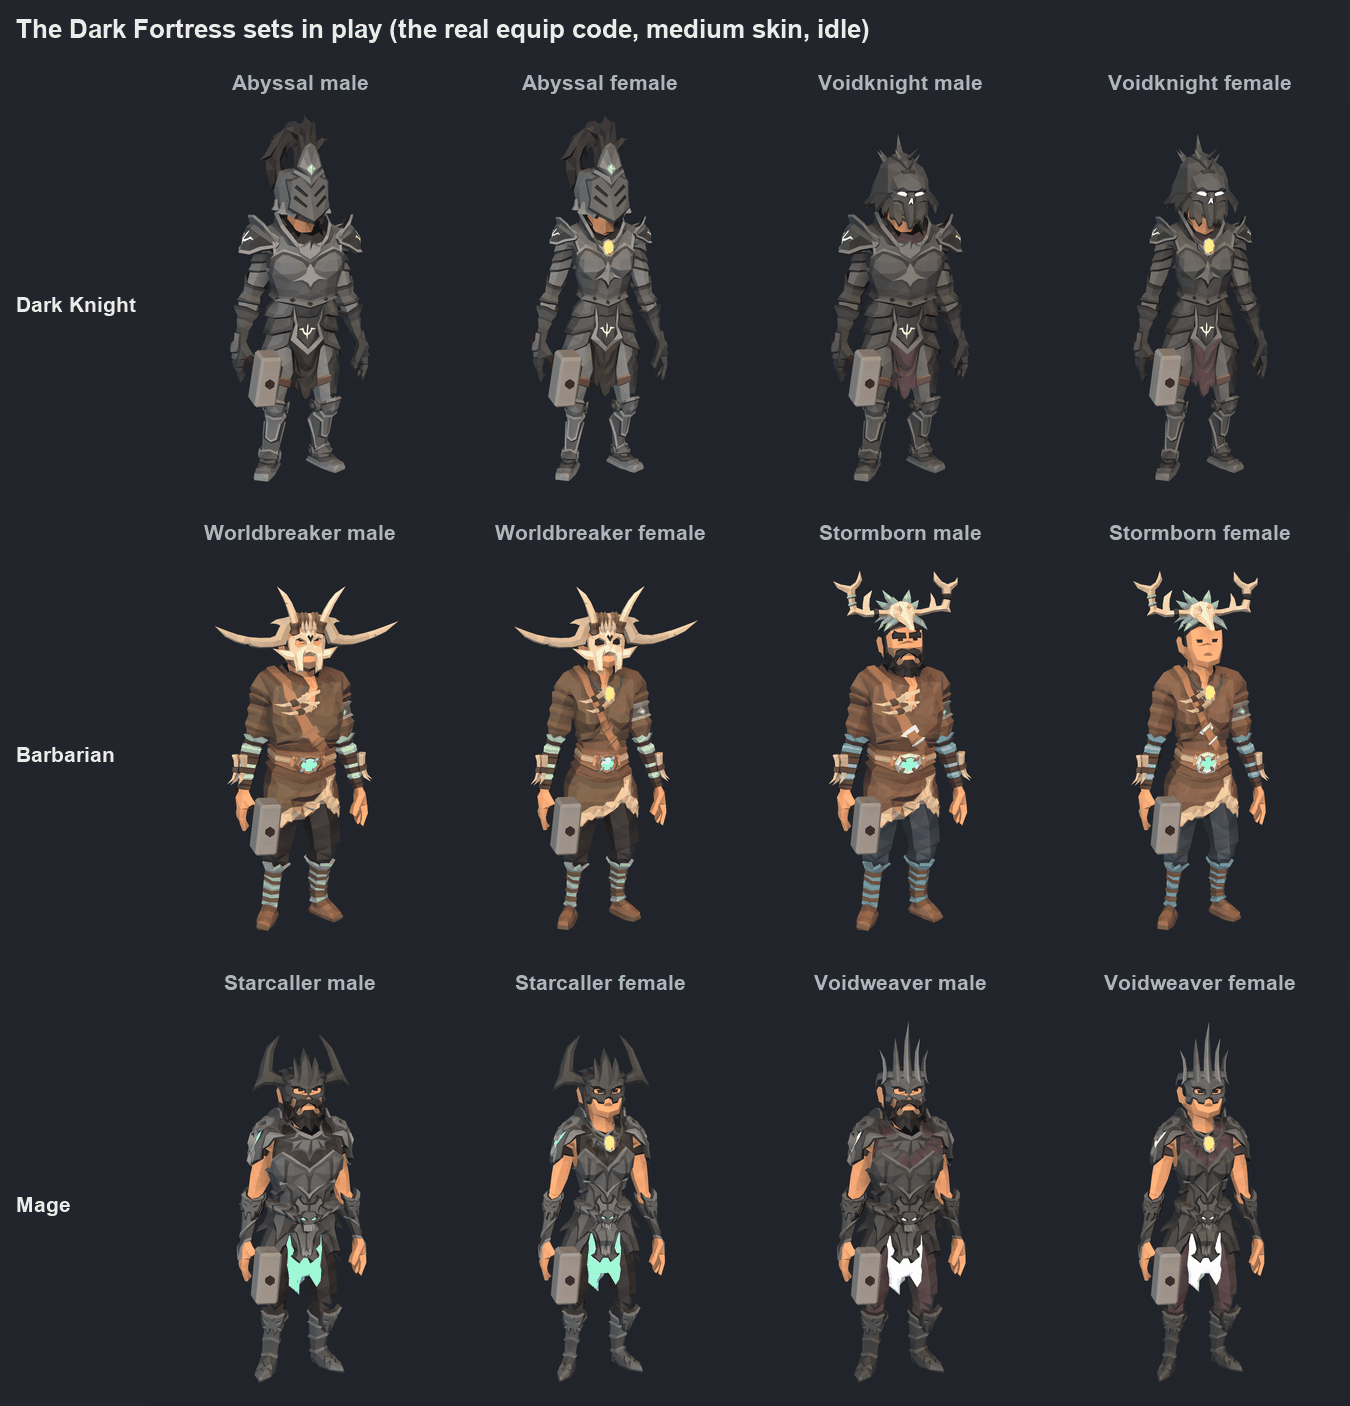 The Dark Fortress sets in play (the real equip code, medium skin, idle)
Abyssal male Abyssal female Voidknight male Voidknight female
Dark Knight
Worldbreaker male Worldbreaker female Stormborn male Stormborn female
Barbarian
Starcaller male Starcaller female Voidweaver male Voidweaver female
Mage